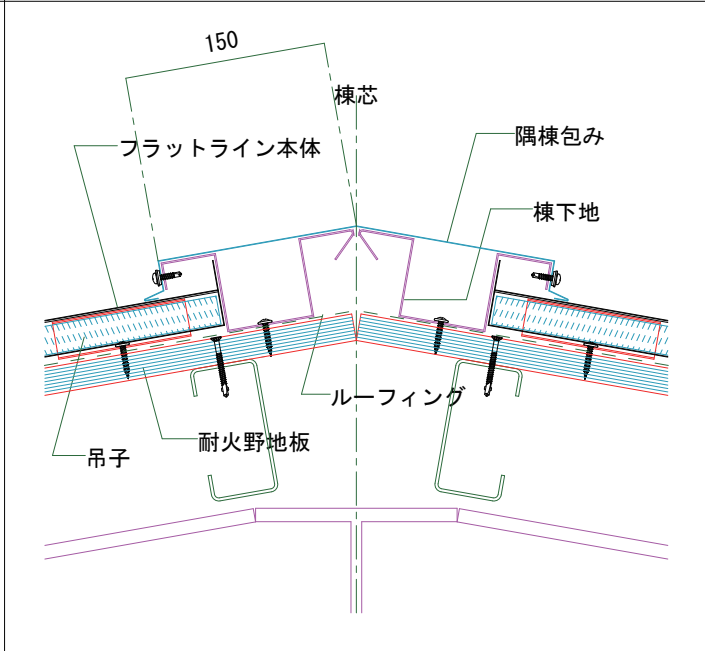 150
棟芯
フラットライン本体
隅棟包み
棟下地
ルーフィング
耐火野地板
吊子